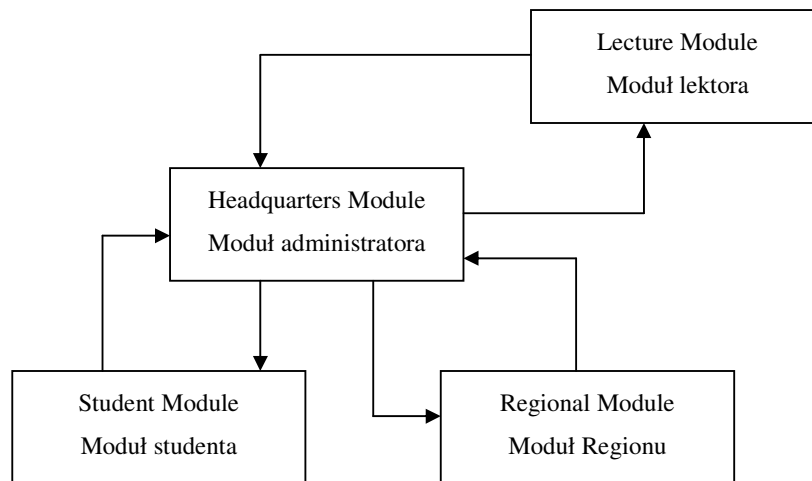 Lecture Module
Moduł lektora
Headquarters Module
Moduł administratora
Student Module
Moduł studenta
Regional Module
Moduł Regionu